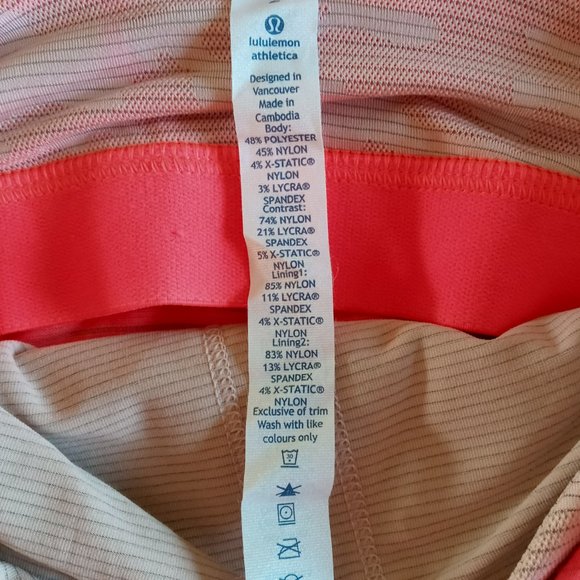 lululemon
athletica
Designed in
Vancouver
Made in
Cambodia
Body:
48% POLYESTER
45% NYLON
4% X-STATIC®
NYLON
3% LYCRA®
SPANDEX
Contrast:
74% NYLON
21% LYCRA®
SPANDEX
5% X-STATIC®
NYLON
Lining1:
85% NYLON
11% LYCRA®
SPANDEX
4% X-STATIC®
NYLON
Lining2:
83% NYLON
13% LYCRA®
SPANDEX
4% X-STATIC®
NYLON
Exclusive of trim
Wash with like
colours only
30